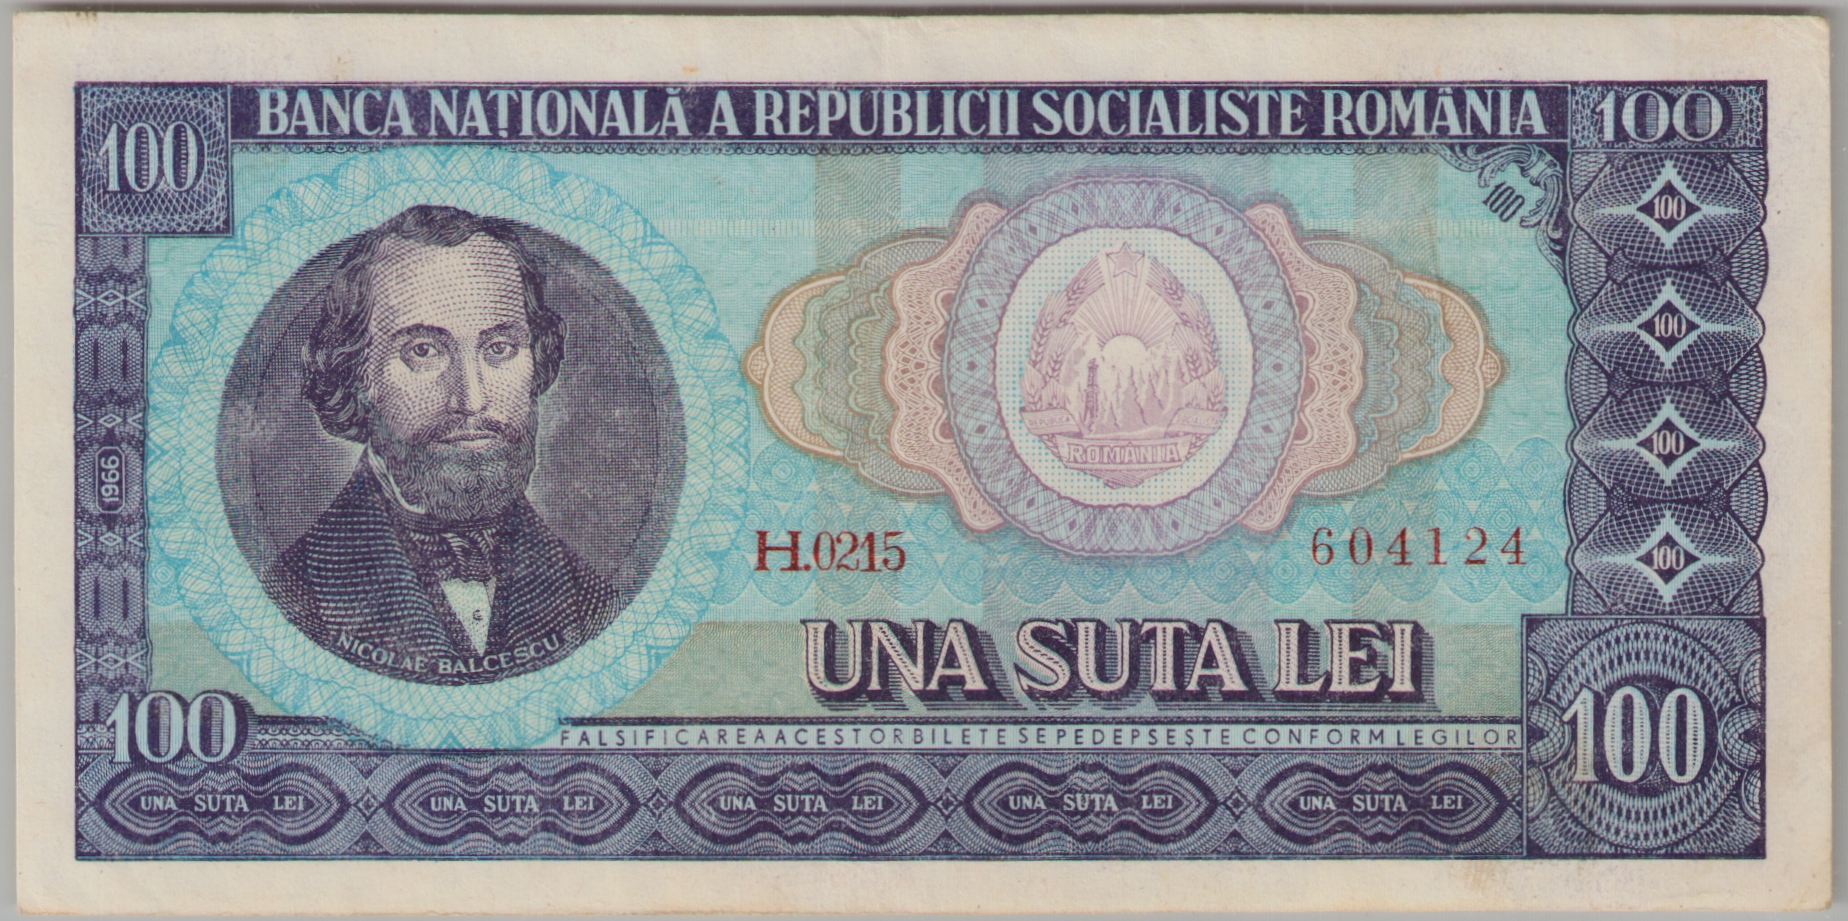 100 BANCA NAȚIONALĂ A REPUBLICII SOCIALISTE ROMÂNIA 100
100
100
100
100
100
1966
REPUBLICA SOCIALISTA
ROMANIA
H.0215 604124
NICOLAE BALCESCU
UNA SUTA LEI
100
FALSIFICAREA ACESTOR BILETE SE PEDEPSEȘTE CONFORM LEGILOR
100
UNA SUTA LEI UNA SUTA LEI UNA SUTA LEI UNA SUTA LEI UNA SUTA LEI